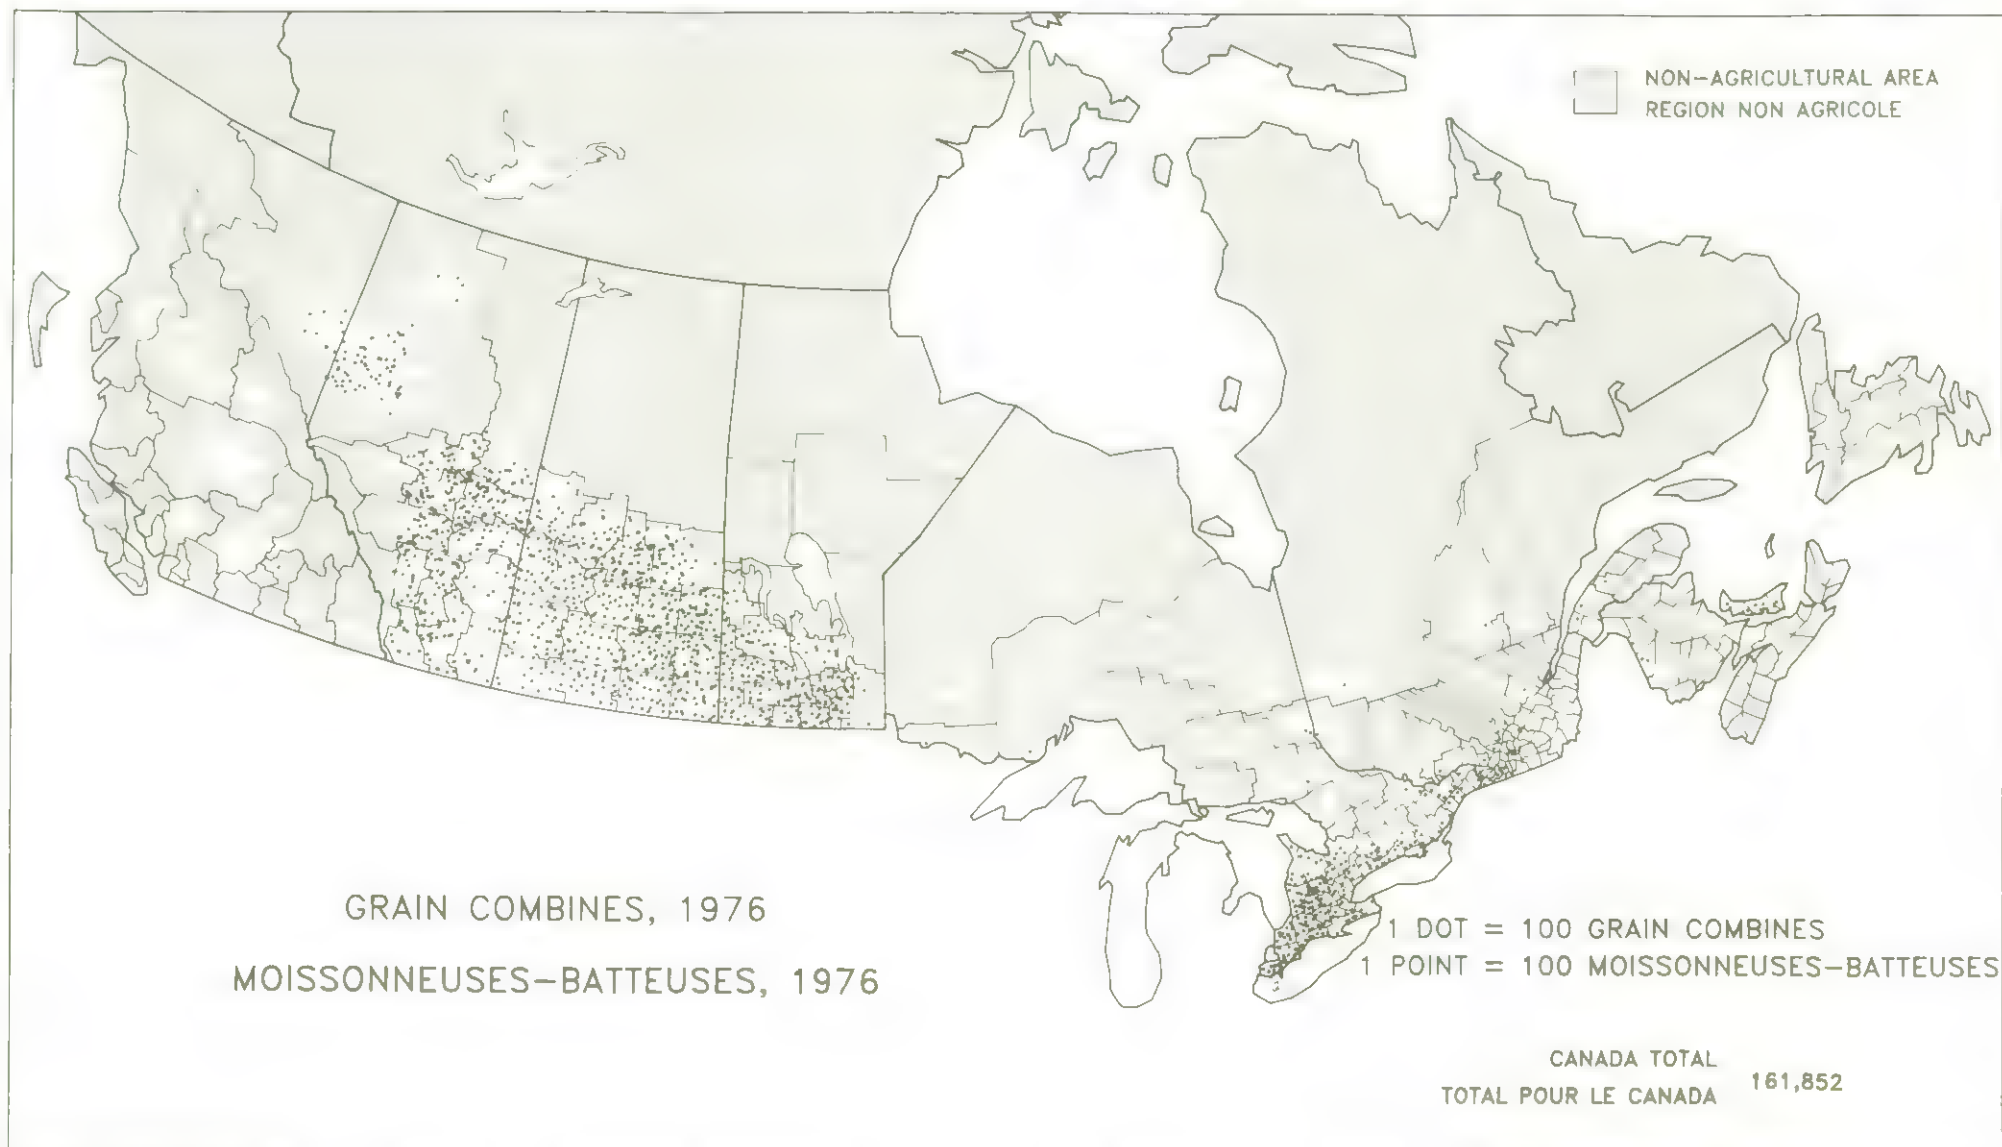 NON-AGRICULTURAL AREA
REGION NON AGRICOLE
GRAIN COMBINES, 1976
MOISSONNEUSES-BATTEUSES, 1976
1 DOT = 100 GRAIN COMBINES
1 POINT = 100 MOISSONNEUSES-BATTEUSES
CANADA TOTAL
TOTAL POUR LE CANADA
161,852